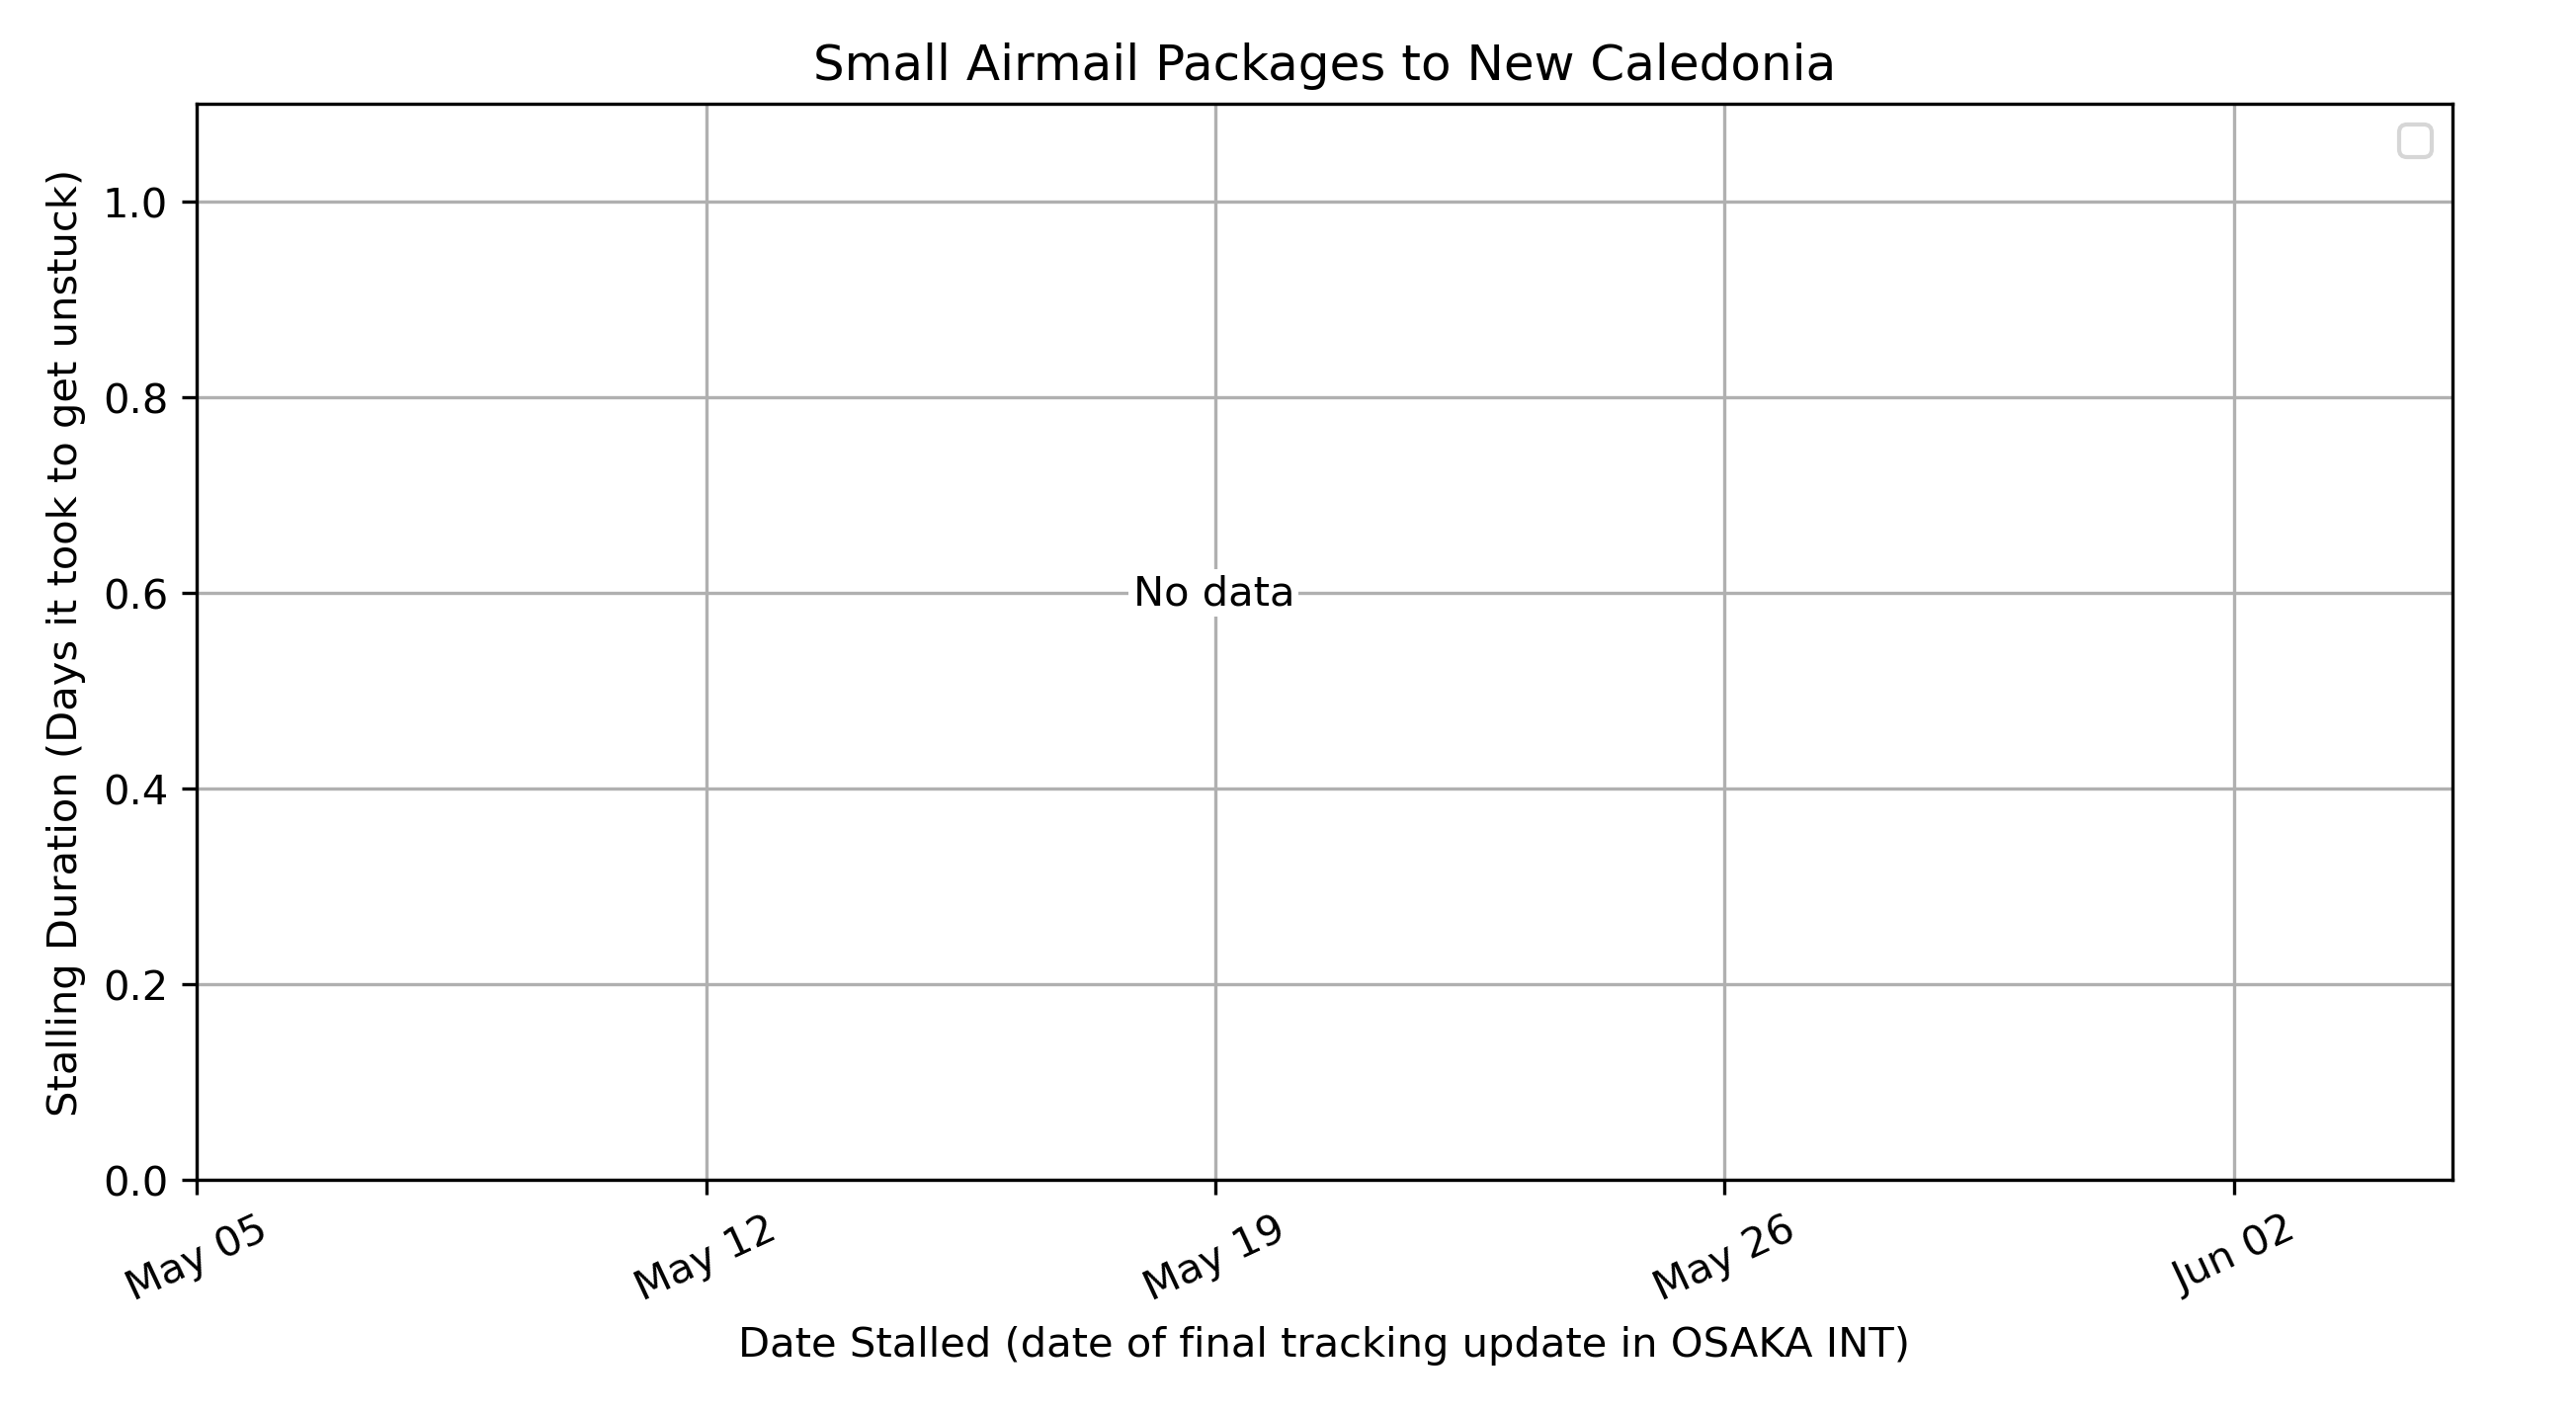 Small Airmail Packages to New Caledonia
Stalling Duration (Days it took to get unstuck)
1.0
0.8
0.6
0.4
0.2
0.0
No data
May 05
May 12
May 19
May 26
Jun 02
Date Stalled (date of final tracking update in OSAKA INT)